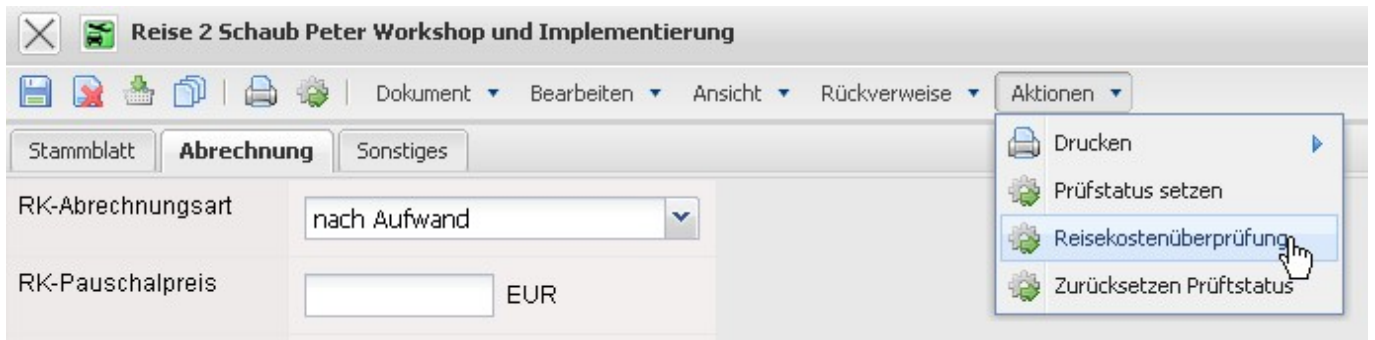 Reise 2 Schaub Peter Workshop und Implementierung
Dokument Bearbeiten Ansicht Rückverweise Aktionen
Stammblatt Abrechnung Sonstiges
Drucken
Prüfstatus setzen
RK-Abrechnungsart nach Aufwand
Reisekostenüberprüfung
RK-Pauschalpreis EUR
Zurücksetzen Prüftstatus